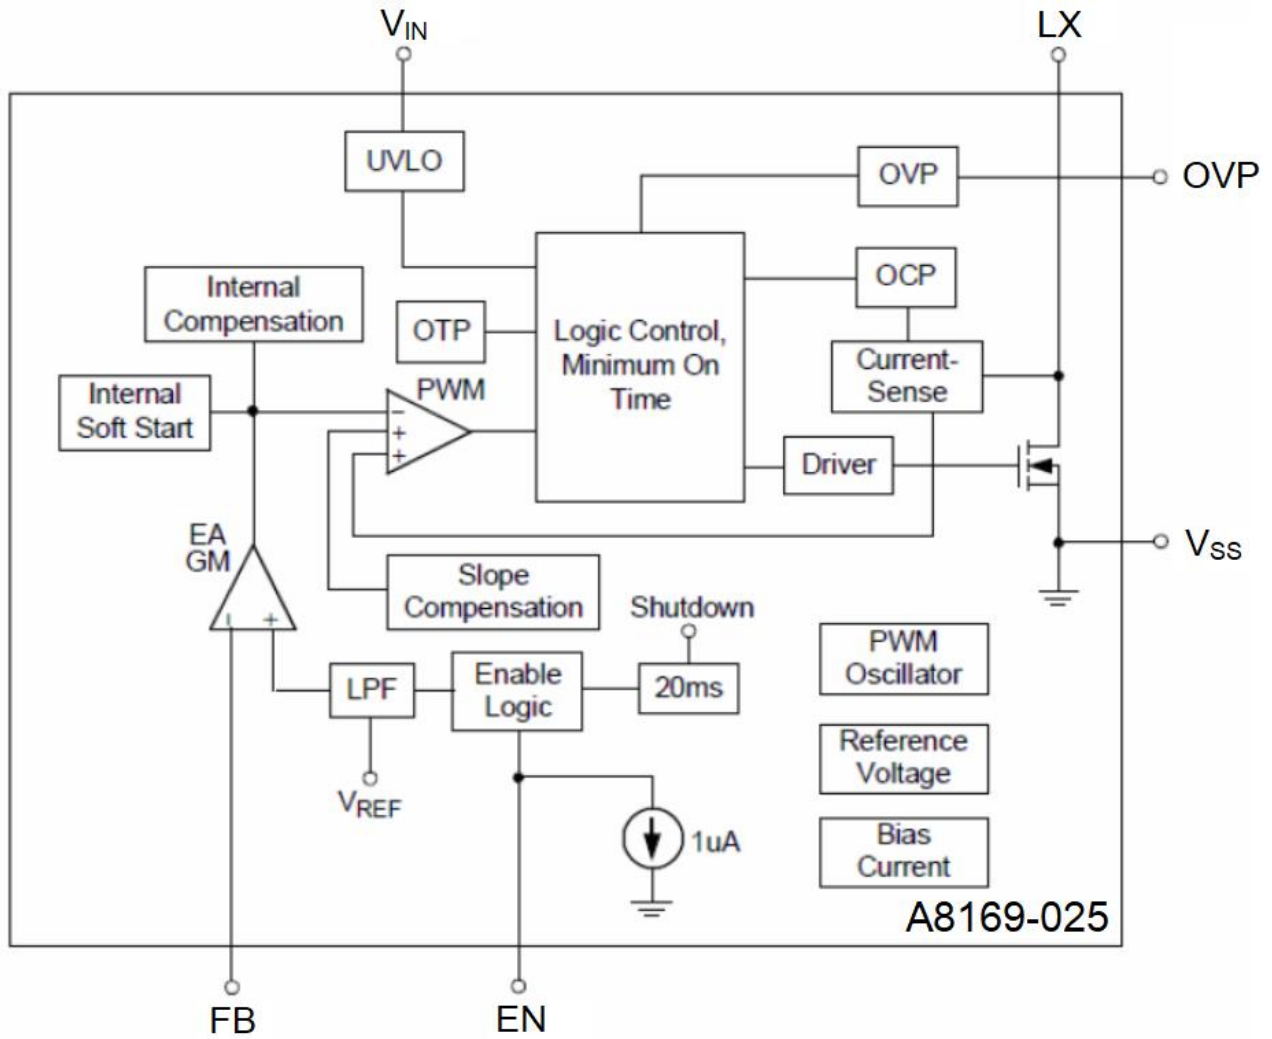 VIN
LX
UVLO
OVP
OVP
Internal
Compensation
OCP
OTP
Logic Control,
Minimum On
Time
Current-
Sense
Internal
Soft Start
PWM
−
+
+
Driver
EA
GM
VSS
Slope
Compensation
Shutdown
− +
PWM
Oscillator
LPF
Enable
Logic
20ms
Reference
Voltage
VREF
1uA
Bias
Current
A8169-025
FB
EN